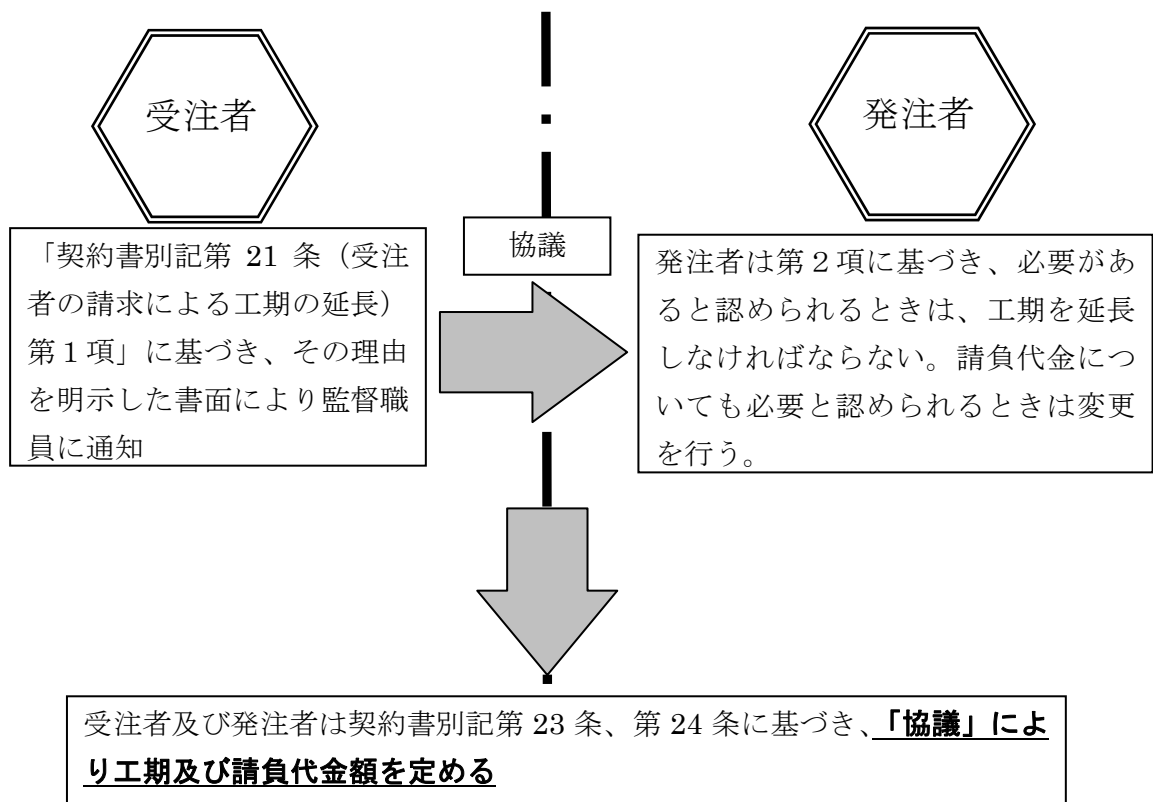 受注者
発注者
協議
「契約書別記第 21 条（受注
者の請求による工期の延長）
第１項」に基づき、その理由
を明示した書面により監督職
員に通知
発注者は第２項に基づき、必要があ
ると認められるときは、工期を延長
しなければならない。請負代金につ
いても必要と認められるときは変更
を行う。
受注者及び発注者は契約書別記第 23 条、第 24 条に基づき、「協議」によ
り工期及び請負代金額を定める